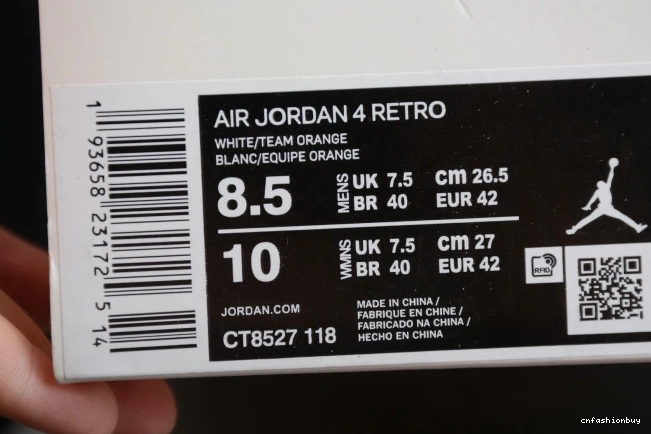 AIR JORDAN 4 RETRO
WHITE/TEAM ORANGE
BLANC/EQUIPE ORANGE
8.5 MENS UK 7.5 cm 26.5
BR 40 EUR 42
10 WMNS UK 7.5 cm 27
BR 40 EUR 42
RFID
JORDAN.COM
CT8527 118
MADE IN CHINA /
FABRIQUE EN CHINE /
FABRICADO NA CHINA /
HECHO EN CHINA
1 93658 23172 5 14
cnfashionbuy